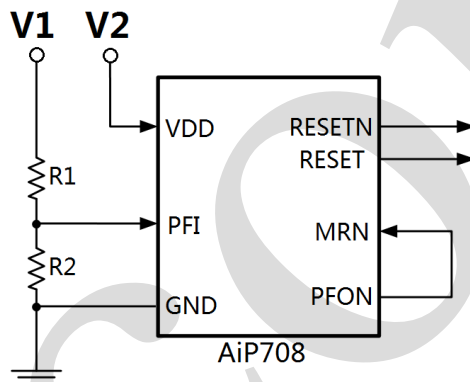 V1 V2
VDD RESETN
RESET
R1
PFI MRN
R2
GND PFON
AiP708